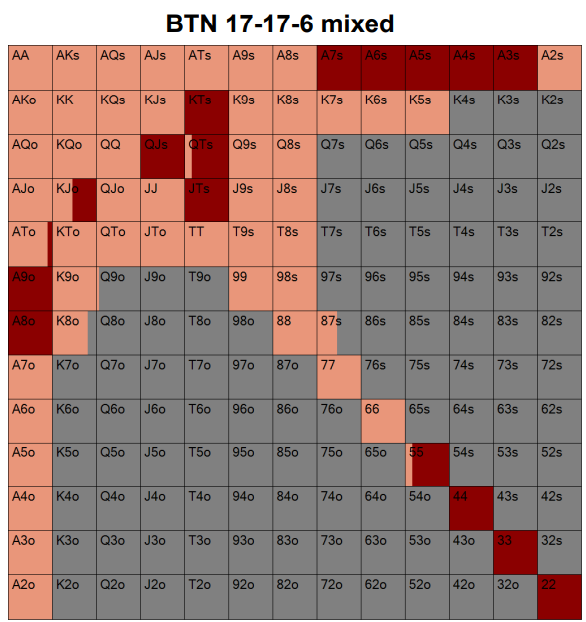 BTN 17-17-6 mixed
AA AKs AQs AJs ATs A9s A8s A7s A6s A5s A4s A3s A2s
AKo KK KQs KJs KTs K9s K8s K7s K6s K5s K4s K3s K2s
AQo KQo QQ QJs QTs Q9s Q8s Q7s Q6s Q5s Q4s Q3s Q2s
AJo KJo QJo JJ JTs J9s J8s J7s J6s J5s J4s J3s J2s
ATo KTo QTo JTo TT T9s T8s T7s T6s T5s T4s T3s T2s
A9o K9o Q9o J9o T9o 99 98s 97s 96s 95s 94s 93s 92s
A8o K8o Q8o J8o T8o 98o 88 87s 86s 85s 84s 83s 82s
A7o K7o Q7o J7o T7o 97o 87o 77 76s 75s 74s 73s 72s
A6o K6o Q6o J6o T6o 96o 86o 76o 66 65s 64s 63s 62s
A5o K5o Q5o J5o T5o 95o 85o 75o 65o 55 54s 53s 52s
A4o K4o Q4o J4o T4o 94o 84o 74o 64o 54o 44 43s 42s
A3o K3o Q3o J3o T3o 93o 83o 73o 63o 53o 43o 33 32s
A2o K2o Q2o J2o T2o 92o 82o 72o 62o 52o 42o 32o 22